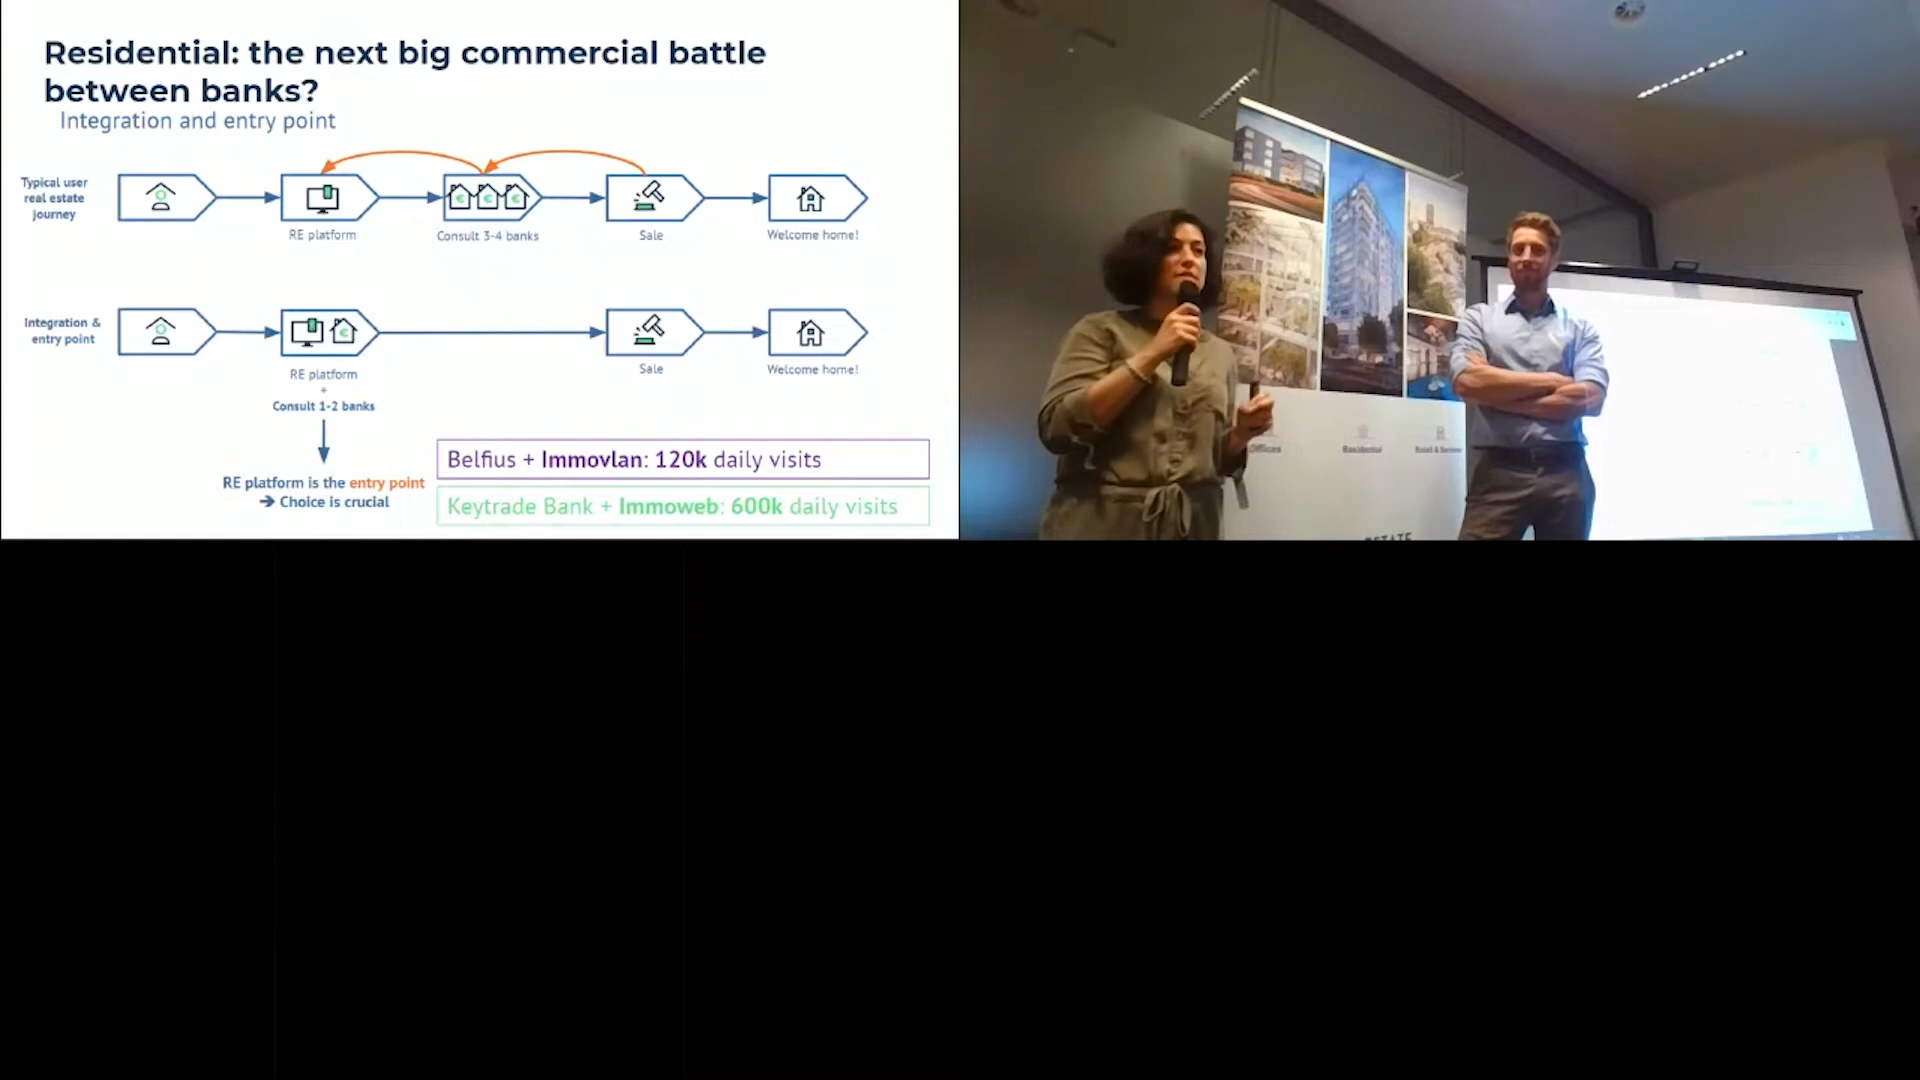 Residential: the next big commercial battle
between banks?
Integration and entry point
Typical user
real estate
journey
RE platform
Consult 3-4 banks
Sale
Welcome home!
Integration &
entry point
RE platform
+
Consult 1-2 banks
Sale
Welcome home!
RE platform is the entry point
➔ Choice is crucial
Belfius + Immovlan: 120k daily visits
Keytrade Bank + Immoweb: 600k daily visits
Offices
Residential